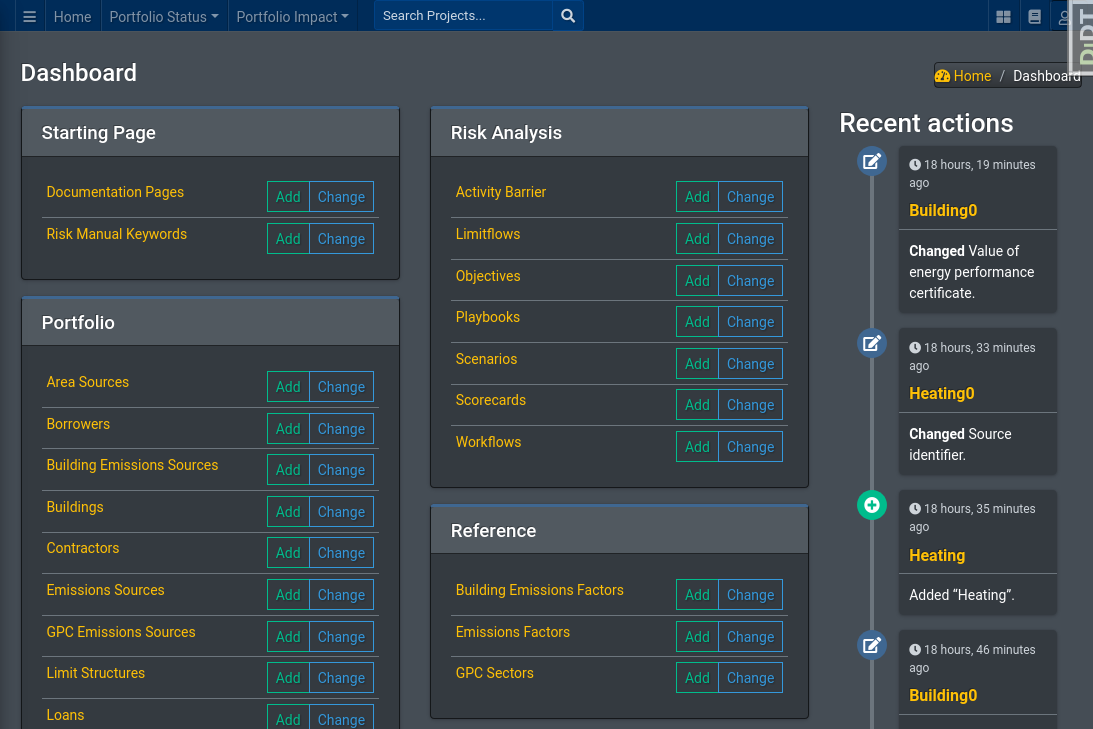 Home
Portfolio Status
Portfolio Impact
Search Projects...
DjDT
Dashboard
Home / Dashboard
Starting Page
Documentation Pages Add Change
Risk Manual Keywords Add Change
Portfolio
Area Sources Add Change
Borrowers Add Change
Building Emissions Sources Add Change
Buildings Add Change
Contractors Add Change
Emissions Sources Add Change
GPC Emissions Sources Add Change
Limit Structures Add Change
Loans Add Change
Risk Analysis
Activity Barrier Add Change
Limitflows Add Change
Objectives Add Change
Playbooks Add Change
Scenarios Add Change
Scorecards Add Change
Workflows Add Change
Reference
Building Emissions Factors Add Change
Emissions Factors Add Change
GPC Sectors Add Change
Recent actions
18 hours, 19 minutes
ago
Building0
Changed Value of
energy performance
certificate.
18 hours, 33 minutes
ago
Heating0
Changed Source
identifier.
18 hours, 35 minutes
ago
Heating
Added “Heating”.
18 hours, 46 minutes
ago
Building0